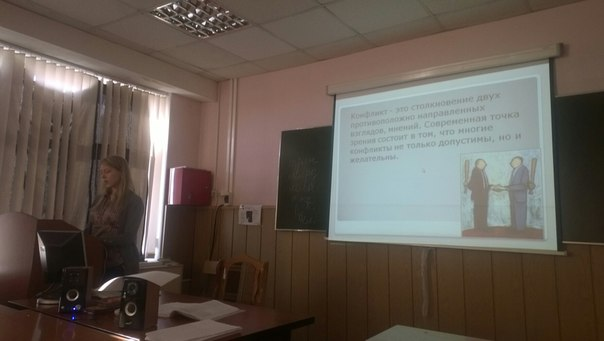 Конфликт – это столкновение двух
противоположно направленных
взглядов, мнений. Современная точка
зрения состоит в том, что многие
конфликты не только допустимы, но и
желательны.